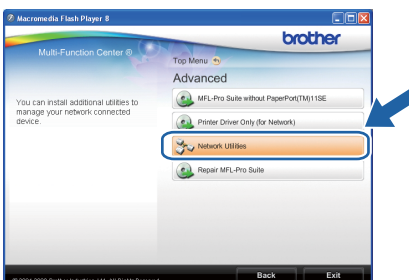 Macromedia Flash Player 8
brother
Multi-Function Center ®
Top Menu
Advanced
You can install additional utilities to
manage your network connected
device.
MFL-Pro Suite without PaperPort(TM)11SE
Printer Driver Only (for Network)
Network Utilities
Repair MFL-Pro Suite
Back
Exit